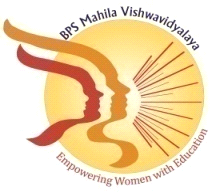 BPS Mahila Vishwavidyalaya
Empowering Women with Education